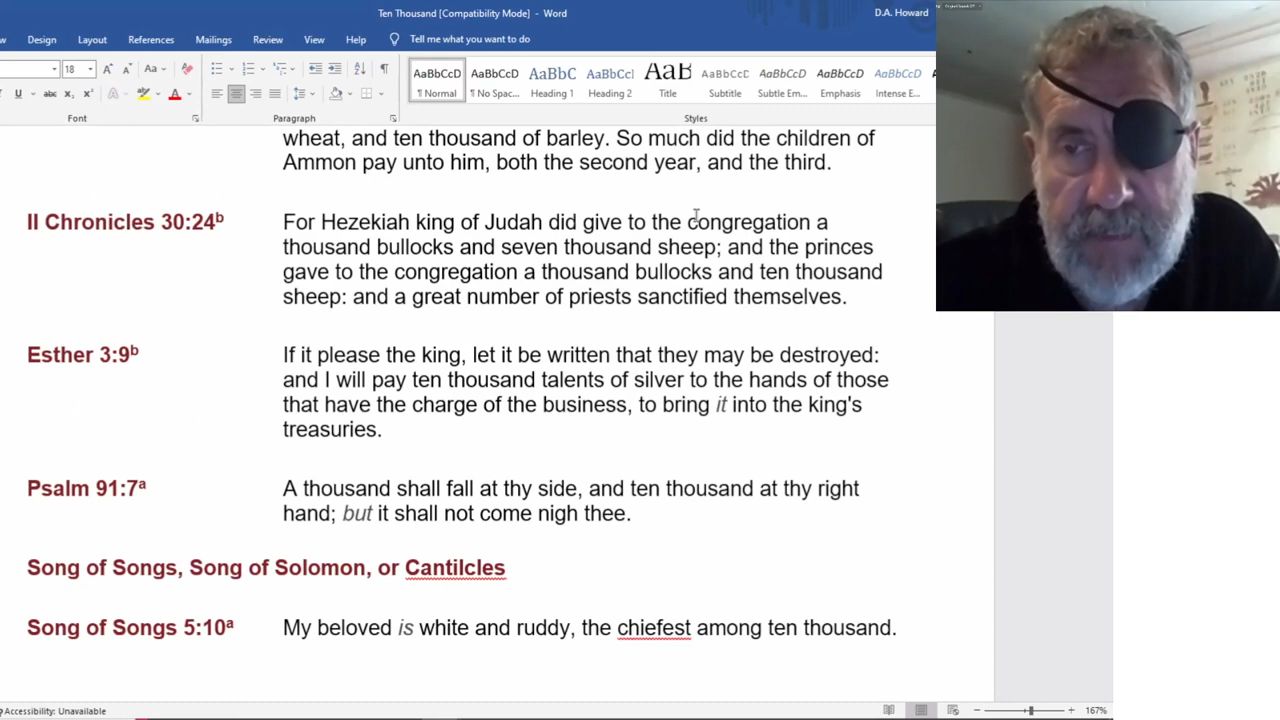 Ten Thousand [Compatibility Mode] - Word
D.A. Howard
Design Layout References Mailings Review View Help Tell me what you want to do
18 Aa
U abc x₂ x² A A
AaBbCcD AaBbCcD AaBbC AaBbCcI AaB AaBbCcD AaBbCcD AaBbCcD AaBbCcD
¶ Normal ¶ No Spac... Heading 1 Heading 2 Title Subtitle Subtle Em... Emphasis Intense E...
Font Paragraph Styles
wheat, and ten thousand of barley. So much did the children of
Ammon pay unto him, both the second year, and the third.
II Chronicles 30:24ᵇ For Hezekiah king of Judah did give to the congregation a
thousand bullocks and seven thousand sheep; and the princes
gave to the congregation a thousand bullocks and ten thousand
sheep: and a great number of priests sanctified themselves.
Esther 3:9ᵇ If it please the king, let it be written that they may be destroyed:
and I will pay ten thousand talents of silver to the hands of those
that have the charge of the business, to bring it into the king's
treasuries.
Psalm 91:7ᵃ A thousand shall fall at thy side, and ten thousand at thy right
hand; but it shall not come nigh thee.
Song of Songs, Song of Solomon, or Cantilcles
Song of Songs 5:10ᵃ My beloved is white and ruddy, the chiefest among ten thousand.
Accessibility: Unavailable
167%